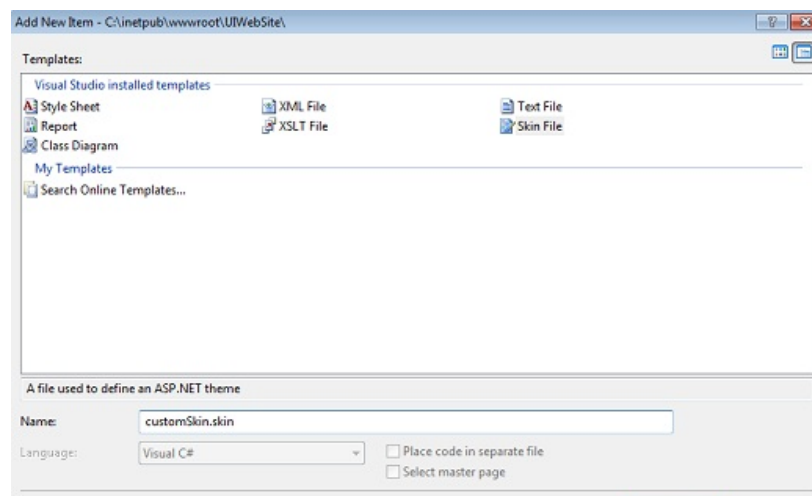 Add New Item - C:\inetpub\wwwroot\UIWebSite\
Templates:
Visual Studio installed templates
Style Sheet XML File Text File
Report XSLT File Skin File
Class Diagram
My Templates
Search Online Templates...
A file used to define an ASP.NET theme
Name: customSkin.skin
Language: Visual C# Place code in separate file
Select master page